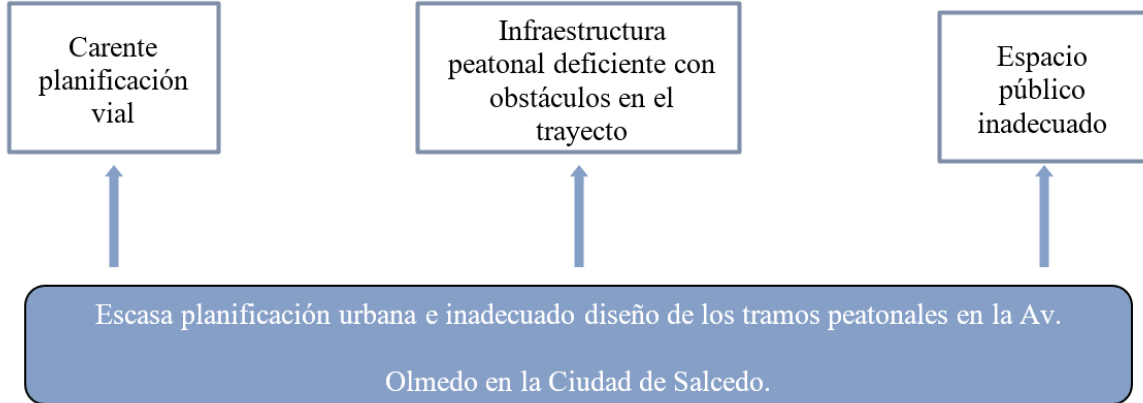 Carente
planificación
vial
Infraestructura
peatonal deficiente con
obstáculos en el
trayecto
Espacio
público
inadecuado
Escasa planificación urbana e inadecuado diseño de los tramos peatonales en la Av.
Olmedo en la Ciudad de Salcedo.